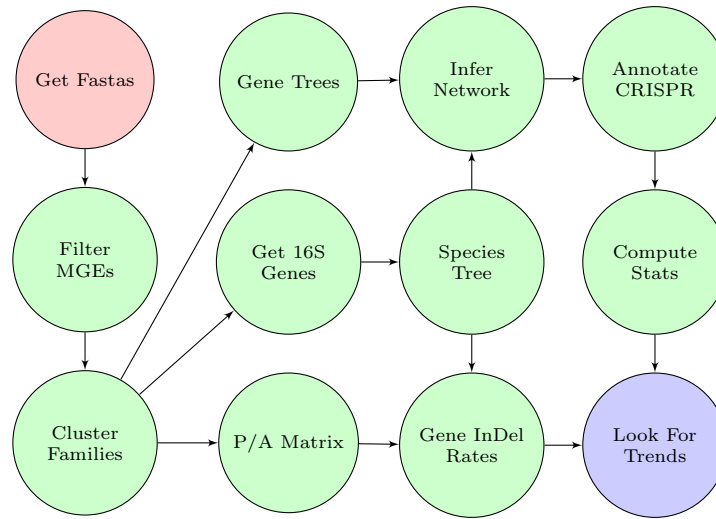 Get Fastas
Gene Trees
Infer
Network
Annotate
CRISPR
Filter
MGEs
Get 16S
Genes
Species
Tree
Compute
Stats
Cluster
Families
P/A Matrix
Gene InDel
Rates
Look For
Trends